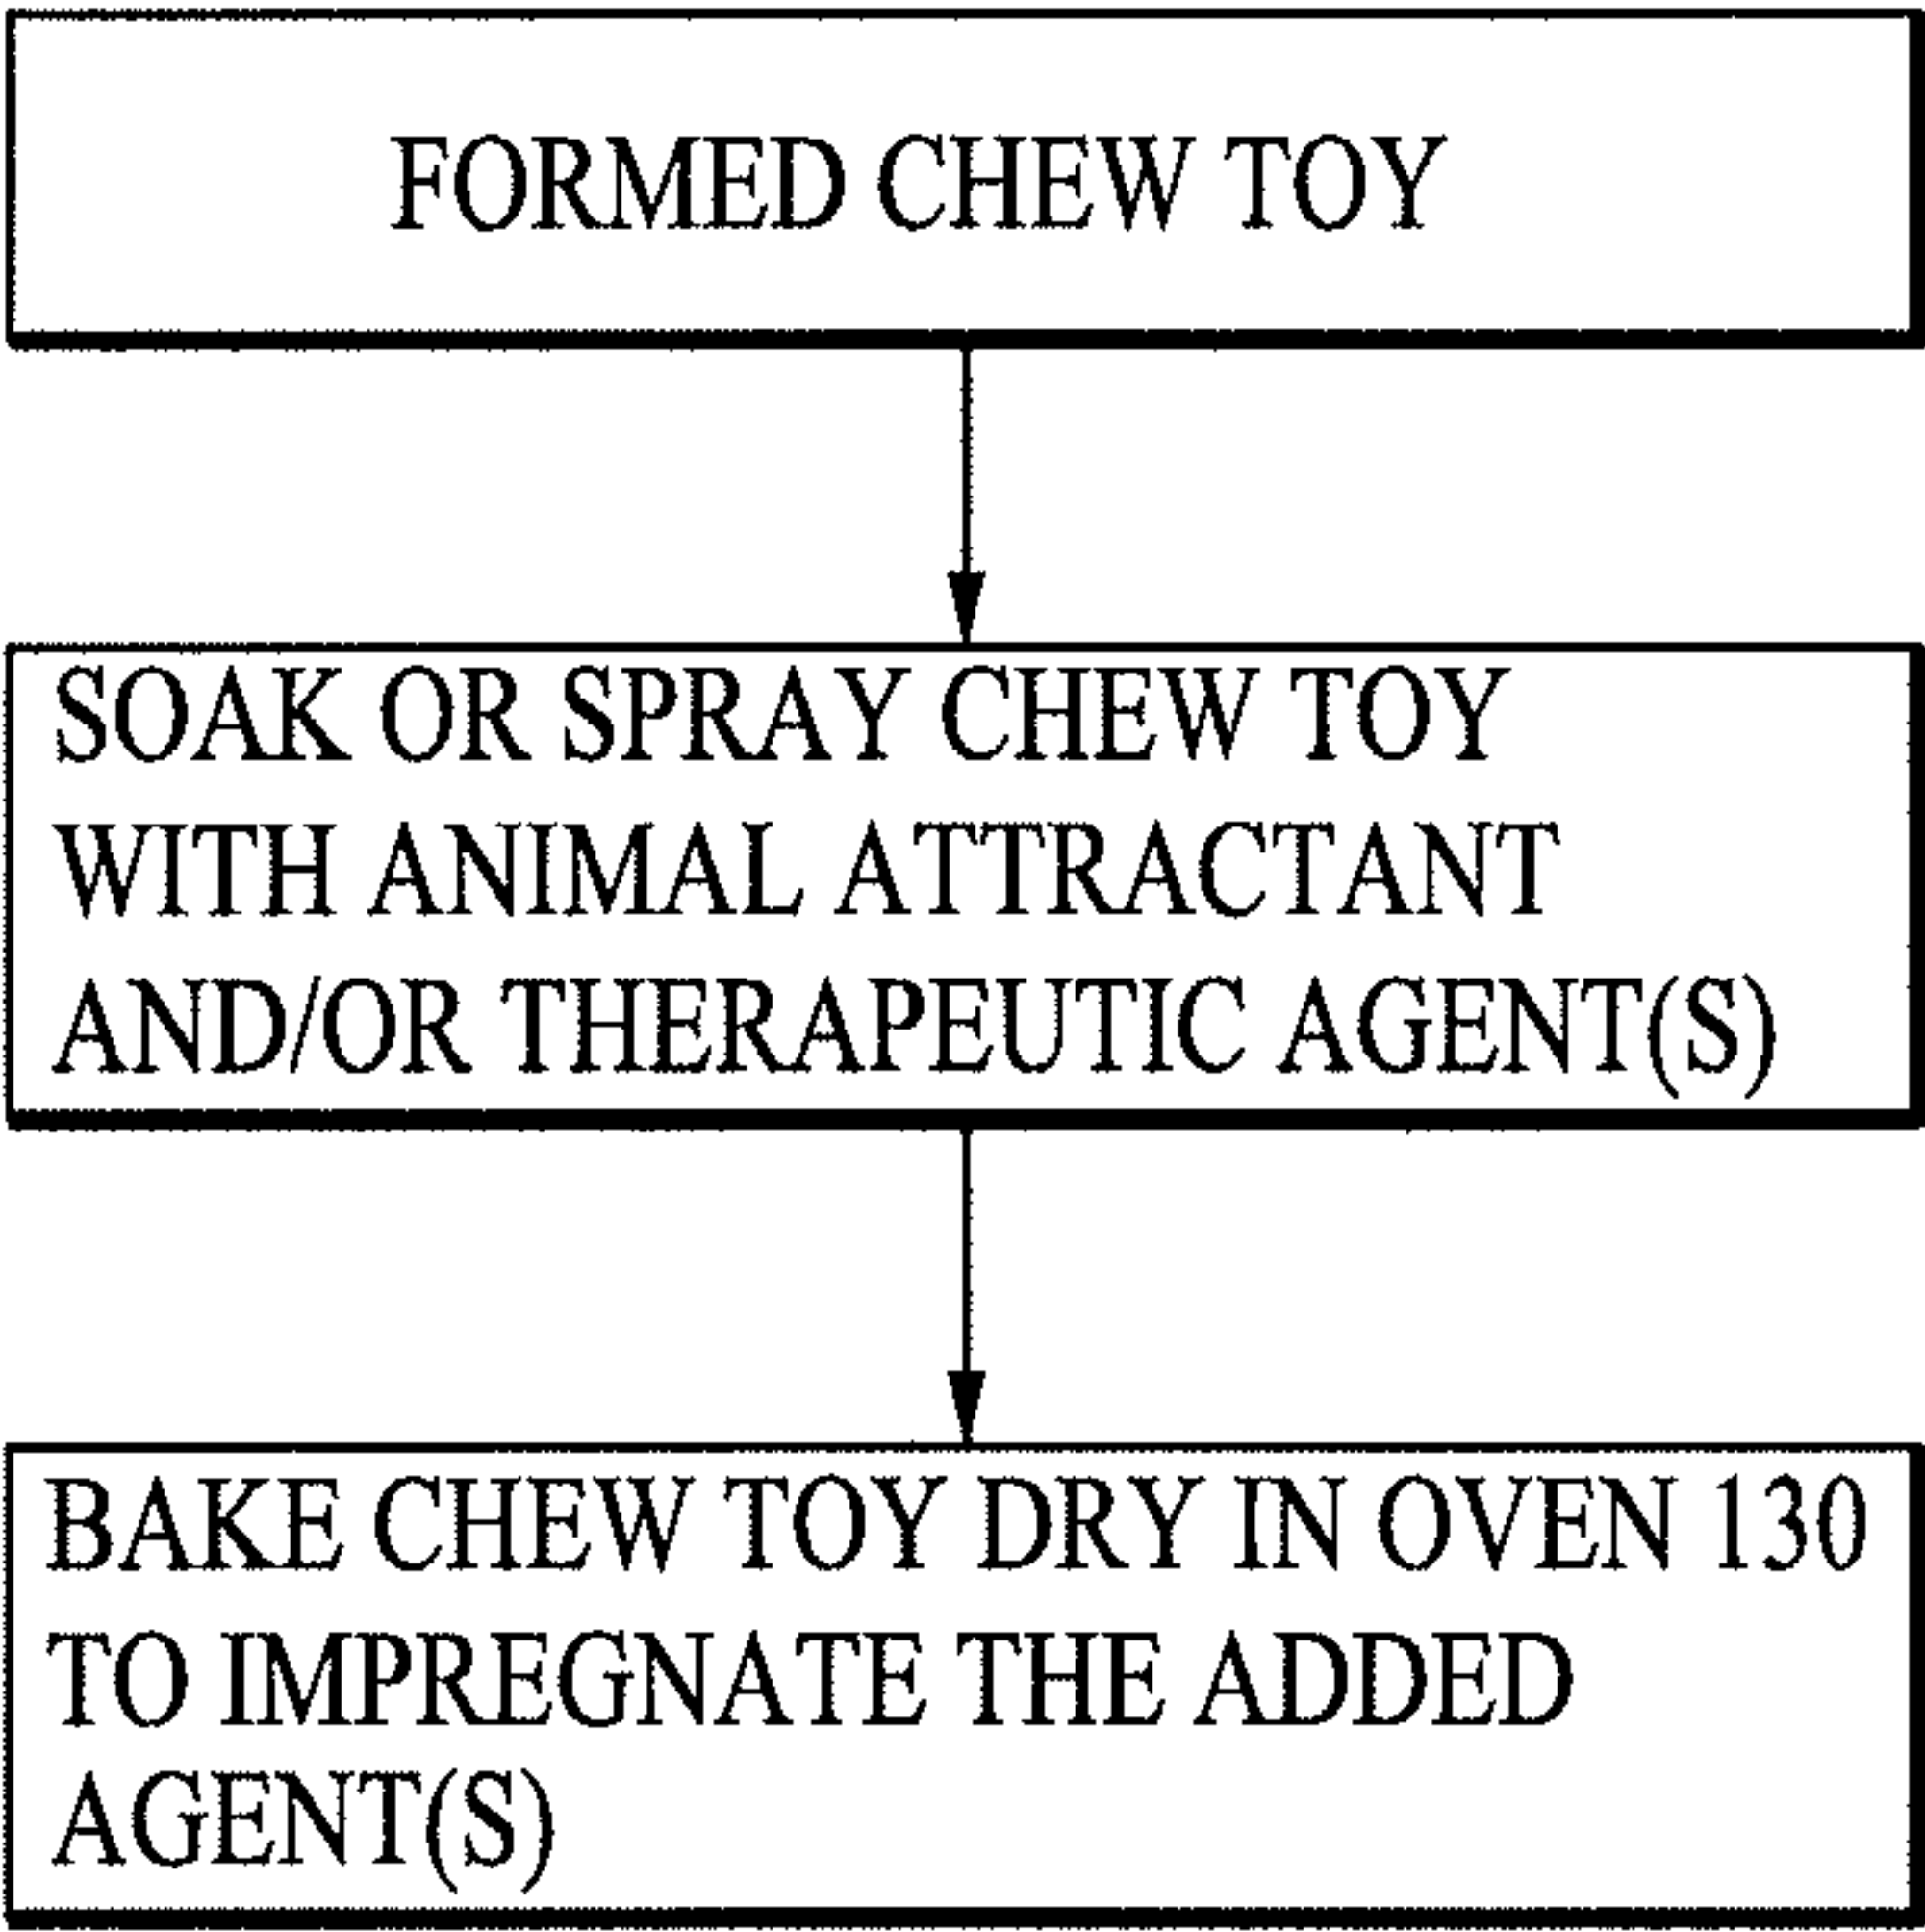 FORMED CHEW TOY
SOAK OR SPRAY CHEW TOY
WITH ANIMAL ATTRACTANT
AND/OR THERAPEUTIC AGENT(S)
BAKE CHEW TOY DRY IN OVEN 130
TO IMPREGNATE THE ADDED
AGENT(S)